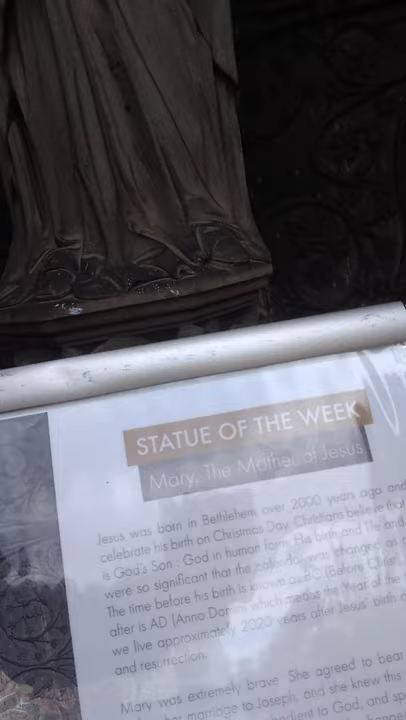 STATUE OF THE WEEK
Mary, The Mother of Jesus
Jesus was born in Bethlehem over 2000 years ago and
celebrate his birth on Christmas Day. Christians believe that
is God's Son : God in human form. His birth and life and
were so significant that the calendar was changed as
The time before his birth is known as BC (Before Christ)
after is AD (Anno Domini which means the Year of the
we live approximately 2020 years after Jesus' birth
and resurrection.
Mary was extremely brave. She agreed to bear
her marriage to Joseph, and she knew this
obedient to God, and